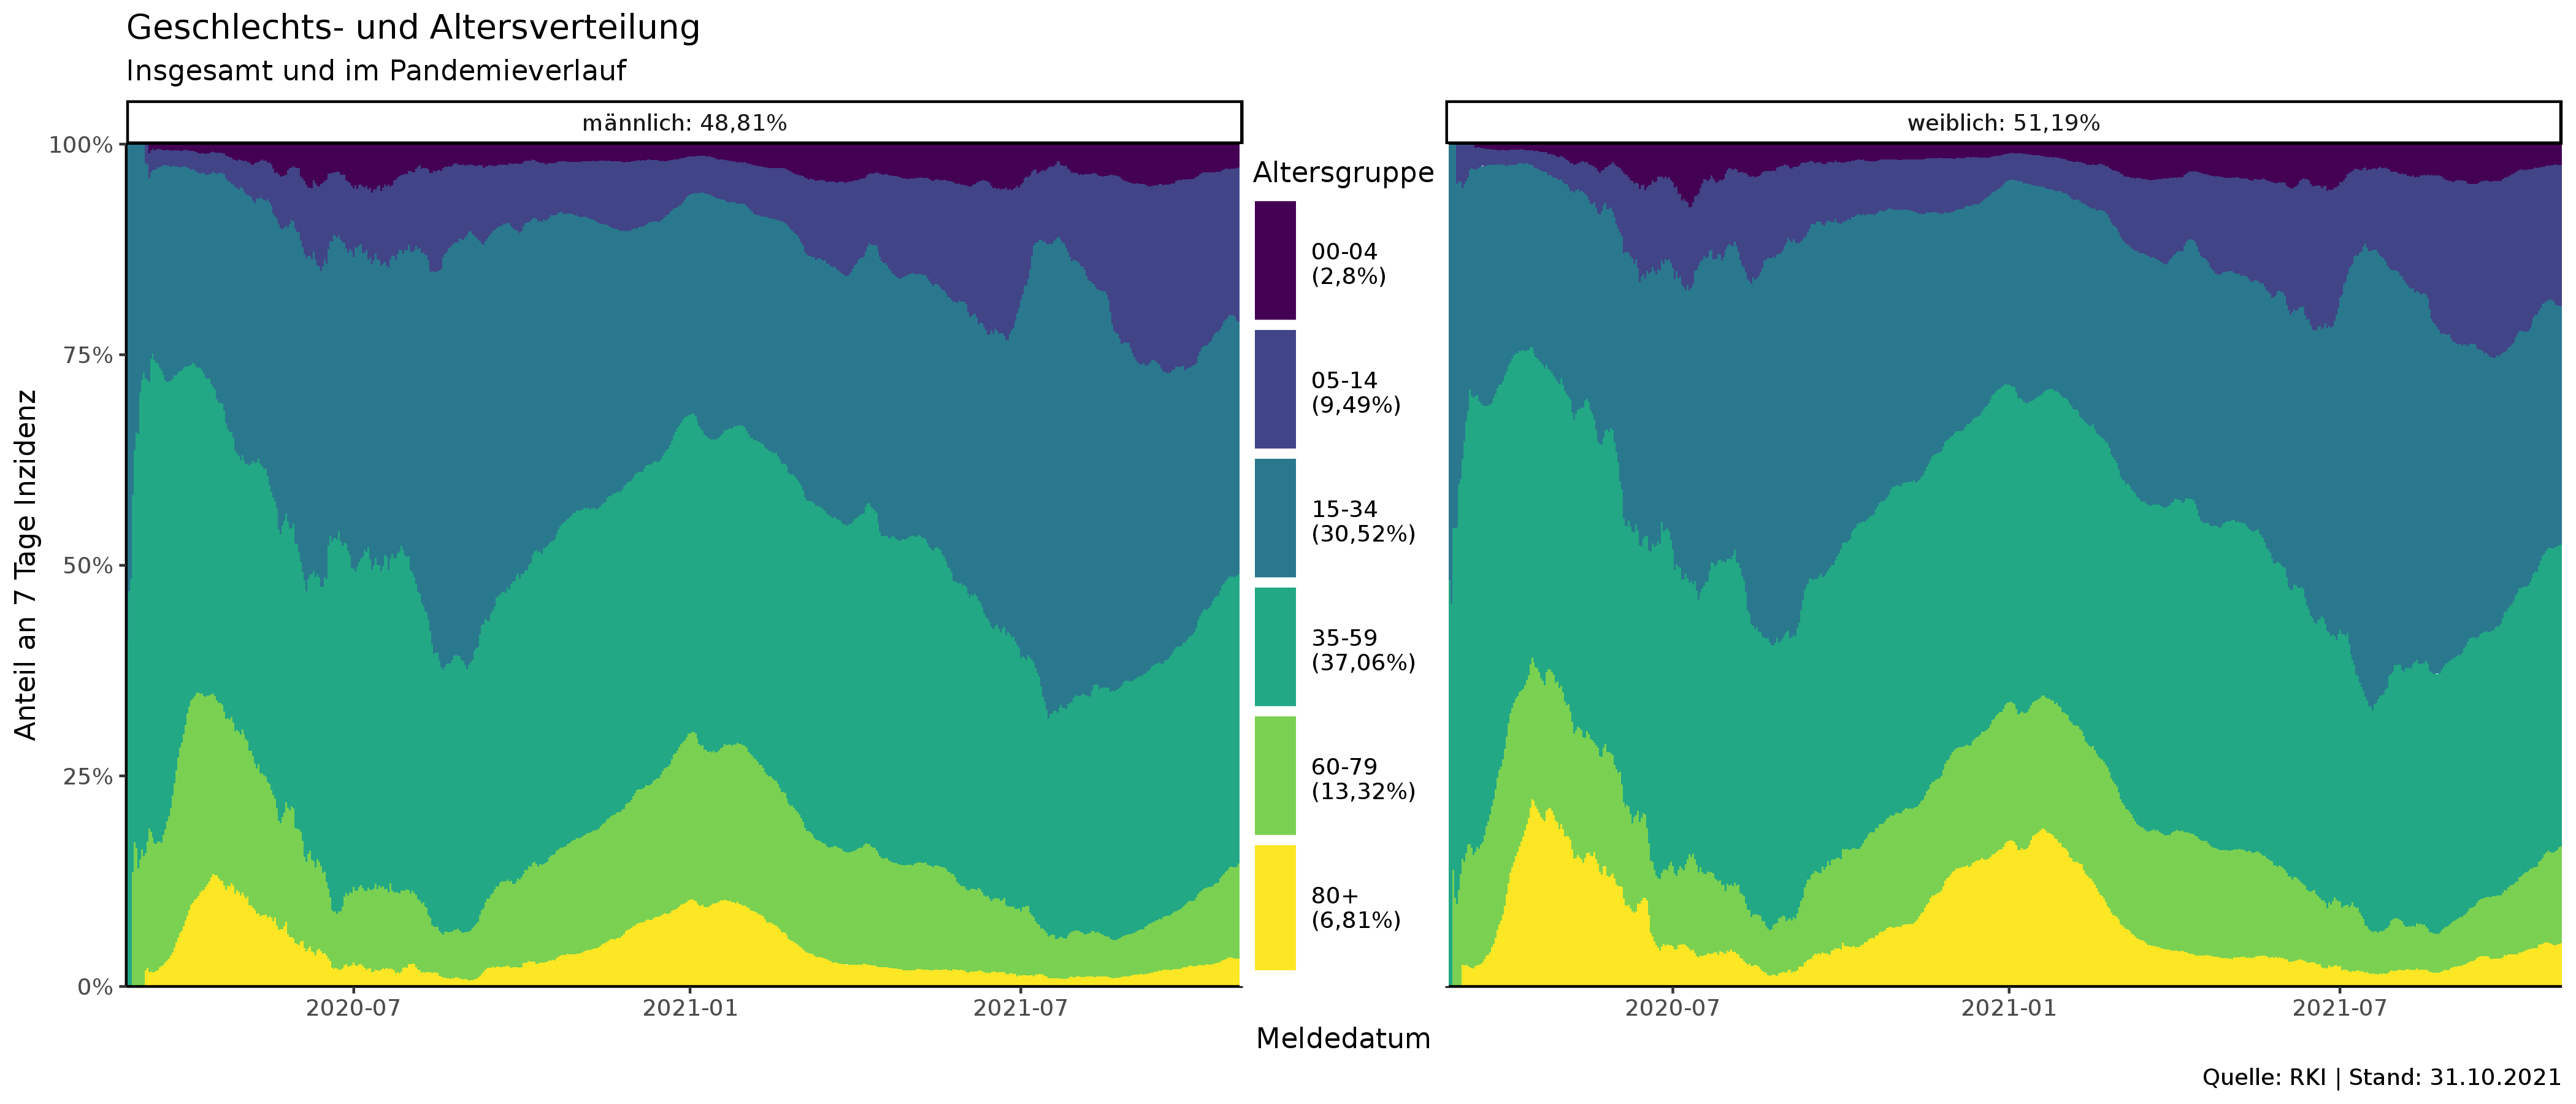 Geschlechts- und Altersverteilung
Insgesamt und im Pandemieverlauf
männlich: 48,81%
weiblich: 51,19%
Anteil an 7 Tage Inzidenz
100%
75%
50%
25%
0%
2020-07
2021-01
2021-07
Altersgruppe
00-04
(2,8%)
05-14
(9,49%)
15-34
(30,52%)
35-59
(37,06%)
60-79
(13,32%)
80+
(6,81%)
2020-07
2021-01
2021-07
Meldedatum
Quelle: RKI | Stand: 31.10.2021